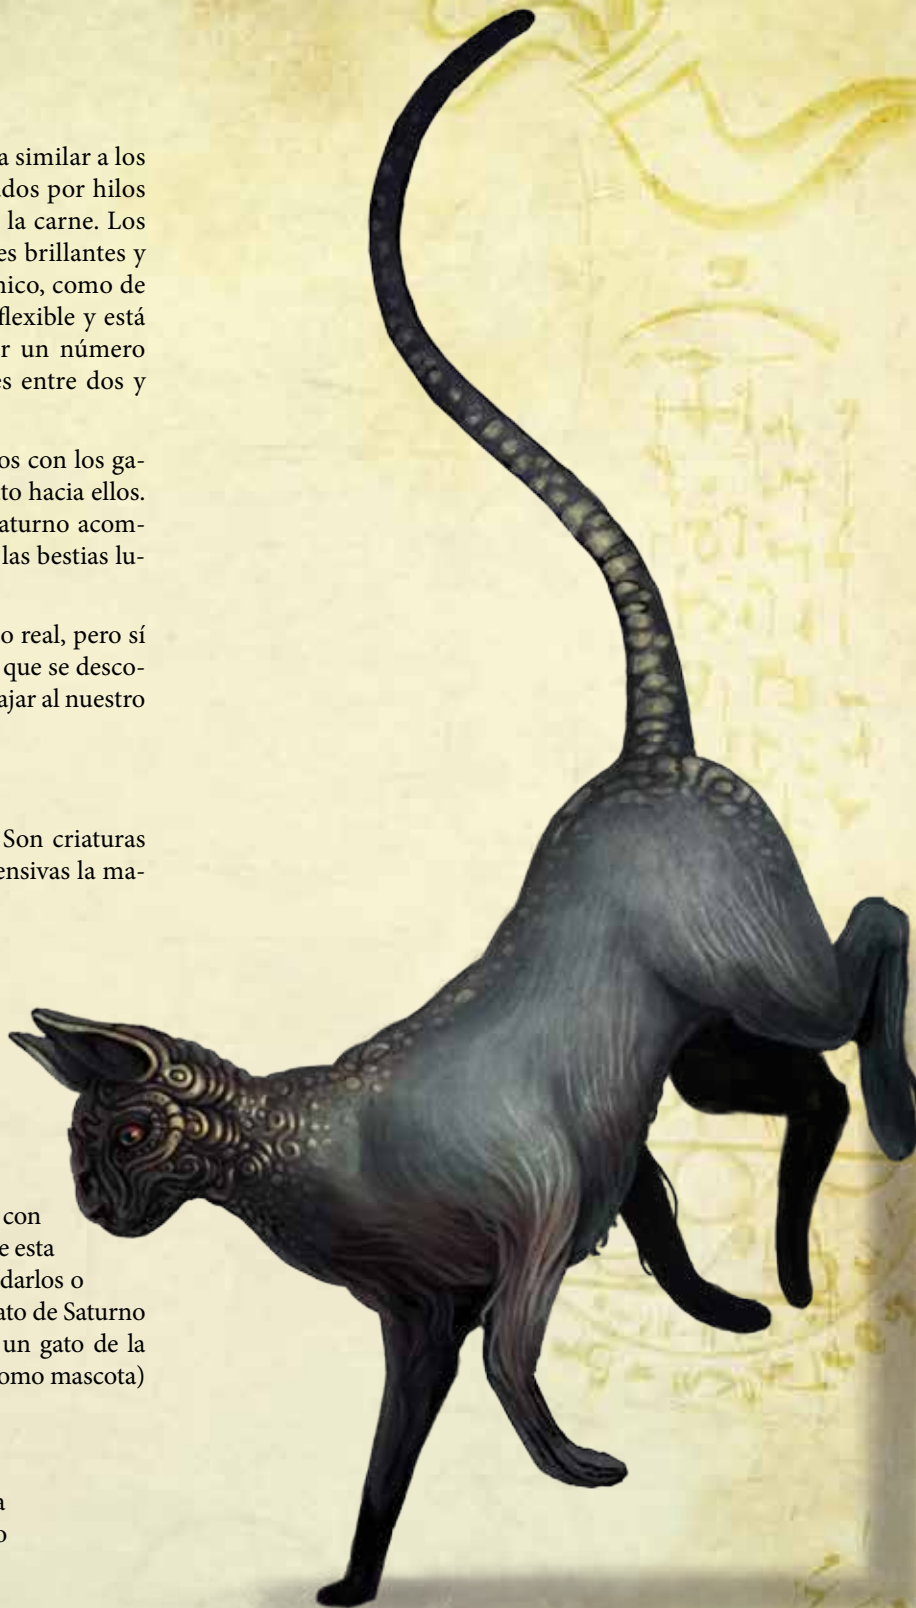 a similar a los
dos por hilos
la carne. Los
es brillantes y
nico, como de
flexible y está
r un número
es entre dos y
os con los ga-
to hacia ellos.
aturno acom-
las bestias lu-
o real, pero sí
que se desco-
ajar al nuestro
Son criaturas
ensivas la ma-
con
e esta
darlos o
ato de Saturno
un gato de la
omo mascota)
a
o